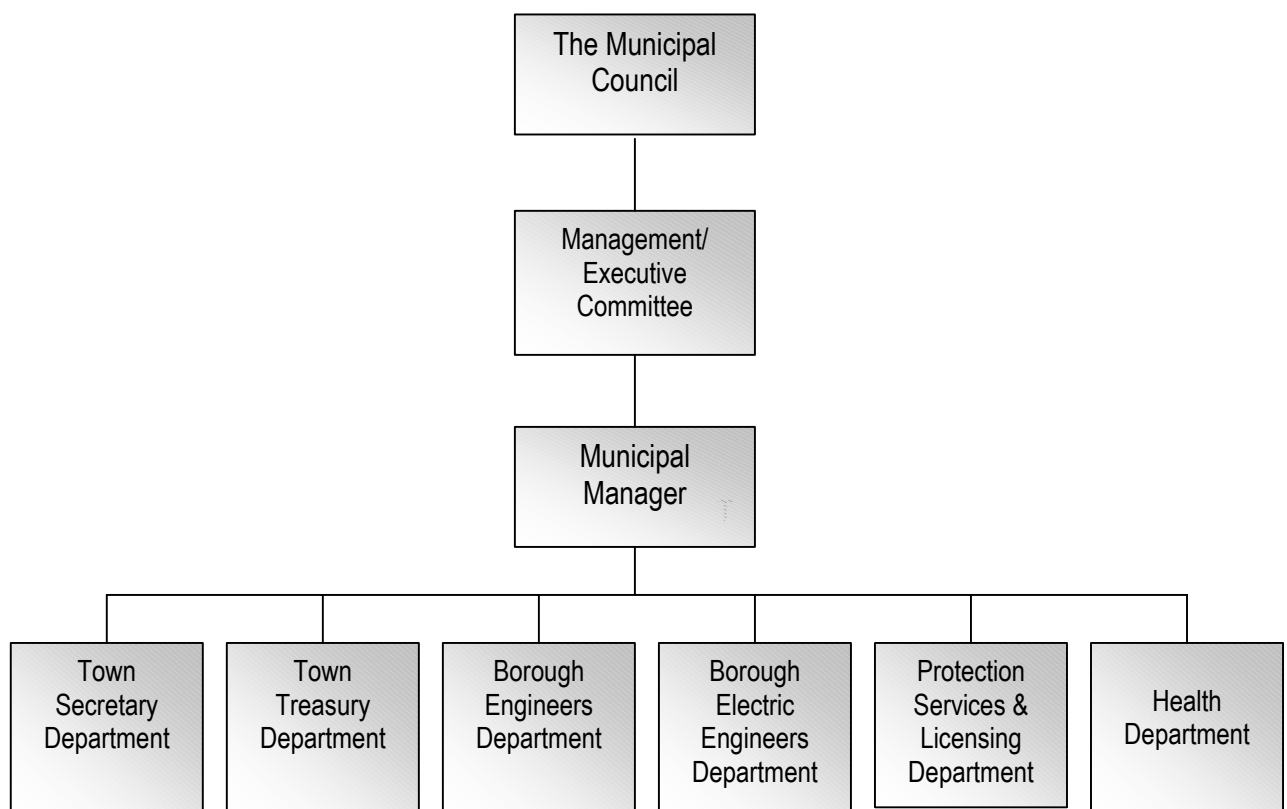 The Municipal
Council
Management/
Executive
Committee
Municipal
Manager
Town
Secretary
Department
Town
Treasury
Department
Borough
Engineers
Department
Borough
Electric
Engineers
Department
Protection
Services &
Licensing
Department
Health
Department